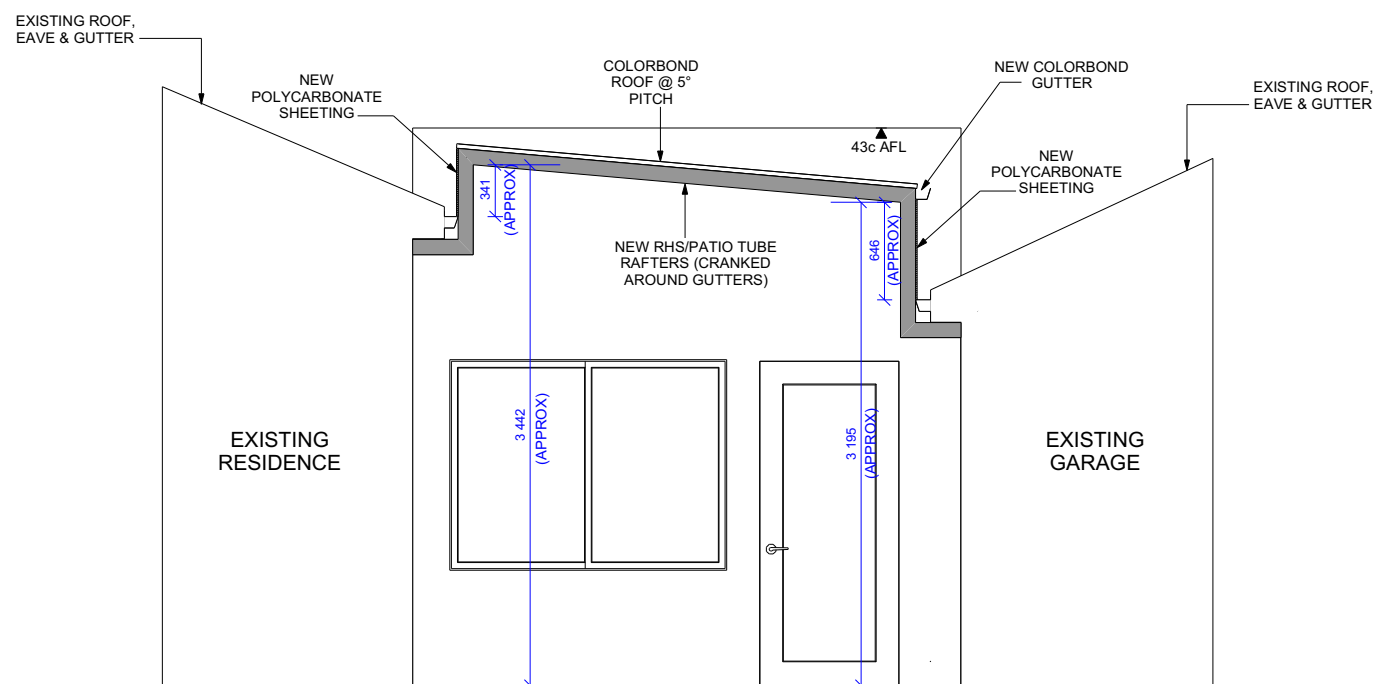 EXISTING ROOF,
EAVE & GUTTER
NEW
POLYCARBONATE
SHEETING
COLORBOND
ROOF @ 5°
PITCH
NEW COLORBOND
GUTTER
EXISTING ROOF,
EAVE & GUTTER
43c AFL
NEW
POLYCARBONATE
SHEETING
341
(APPROX)
NEW RHS/PATIO TUBE
RAFTERS (CRANKED
AROUND GUTTERS)
646
(APPROX)
EXISTING
RESIDENCE
3 442
(APPROX)
3 195
(APPROX)
EXISTING
GARAGE